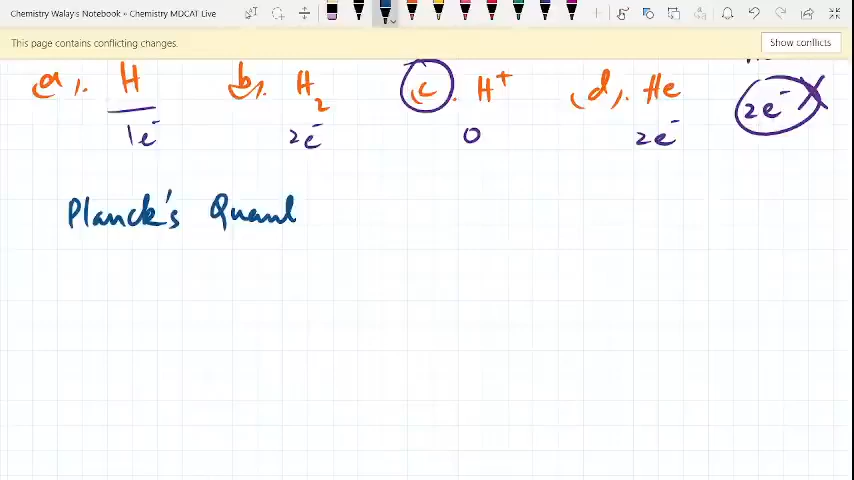 Chemistry Walay's Notebook » Chemistry MDCAT Live
This page contains conflicting changes.
Show conflicts
(a). H (b). H2 (c). H+ (d). He
1e- 2e- 0 2e- 2e-
Planck's Quant